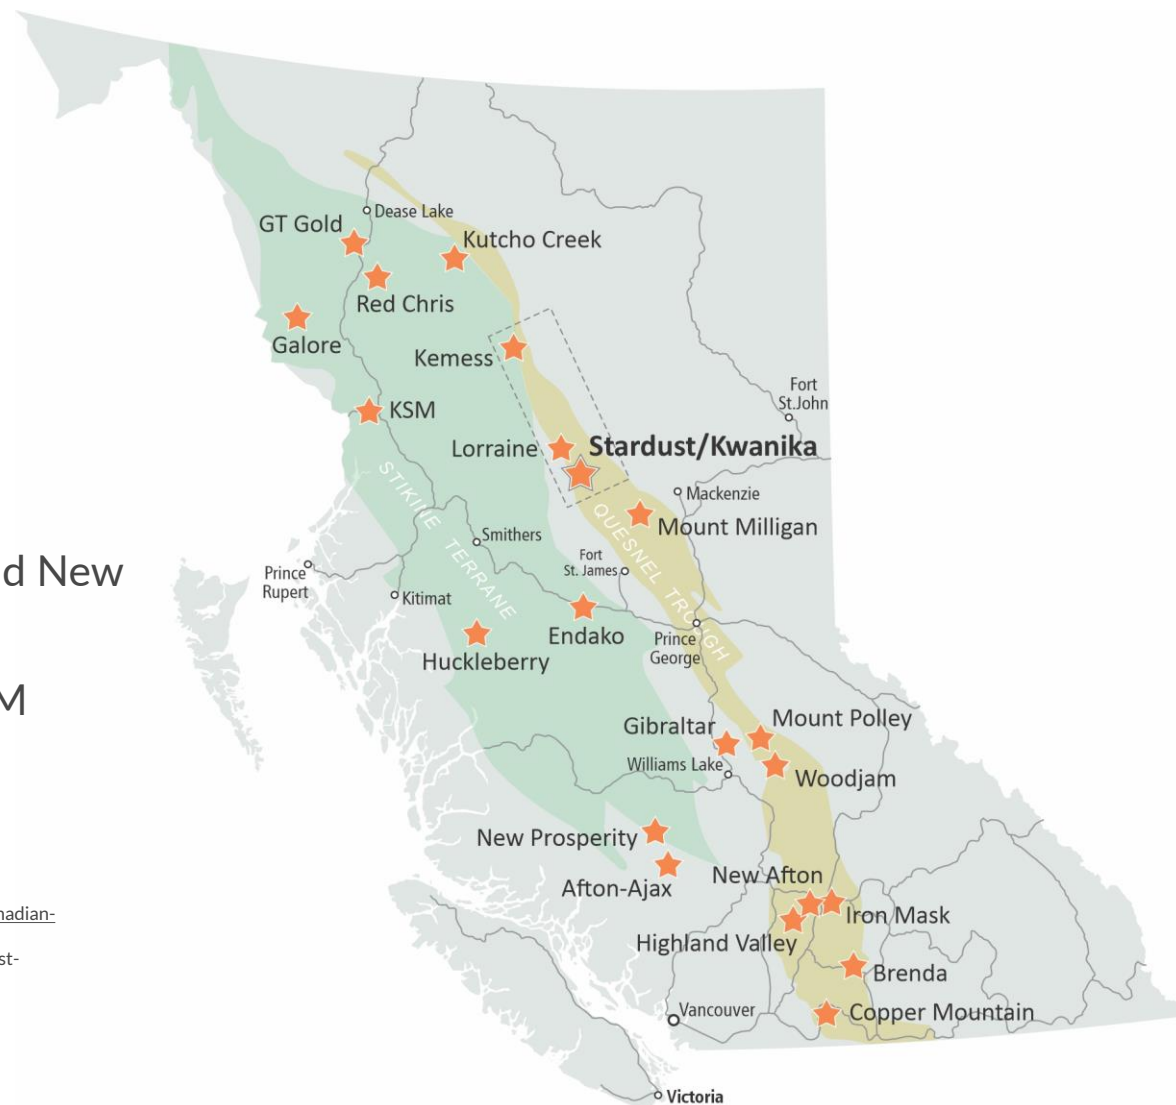 GT Gold
Dease Lake
Kutcho Creek
Red Chris
Galore
Kemess
Fort
St.John
KSM
Lorraine
Stardust/Kwanika
STIKINE TERRANE
Mackenzie
QUESNEL TROUGH
Mount Milligan
Smithers
Fort
St. James
d New
Prince
Rupert
Kitimat
Endako
Prince
George
Huckleberry
M
Gibraltar
Mount Polley
Williams Lake
Woodjam
New Prosperity
Afton-Ajax
New Afton
nadian-
Iron Mask
Highland Valley
st-
Brenda
Vancouver
Copper Mountain
Victoria